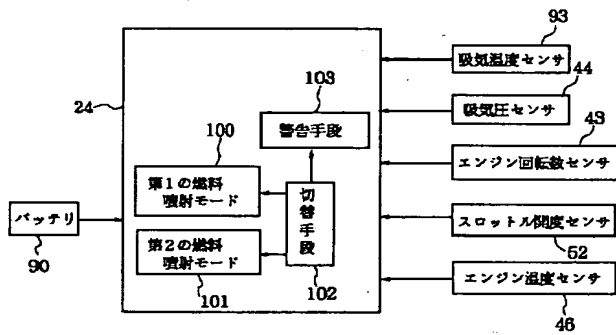 93
吸気温度センサ
44
吸気圧センサ
43
エンジン回転数センサ
スロットル開度センサ
52
エンジン温度センサ
46
24
103
警告手段
100
第1の燃料
噴射モード
切替手段
102
第2の燃料
噴射モード
101
バッテリ
90